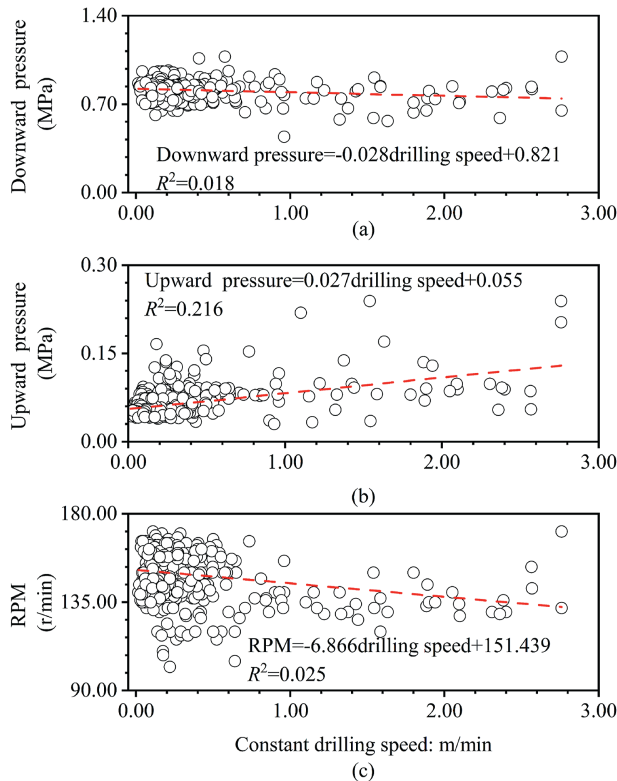 1.40
0.70
0.00
Downward pressure
(MPa)
Downward pressure=-0.028drilling speed+0.821
R²=0.018
0.00 1.00 2.00 3.00
(a)
0.30
0.15
0.00
Upward pressure
(MPa)
Upward pressure=0.027drilling speed+0.055
R²=0.216
0.00 1.00 2.00 3.00
(b)
180.00
135.00
90.00
RPM
(r/min)
RPM=-6.866drilling speed+151.439
R²=0.025
0.00 1.00 2.00 3.00
Constant drilling speed: m/min
(c)